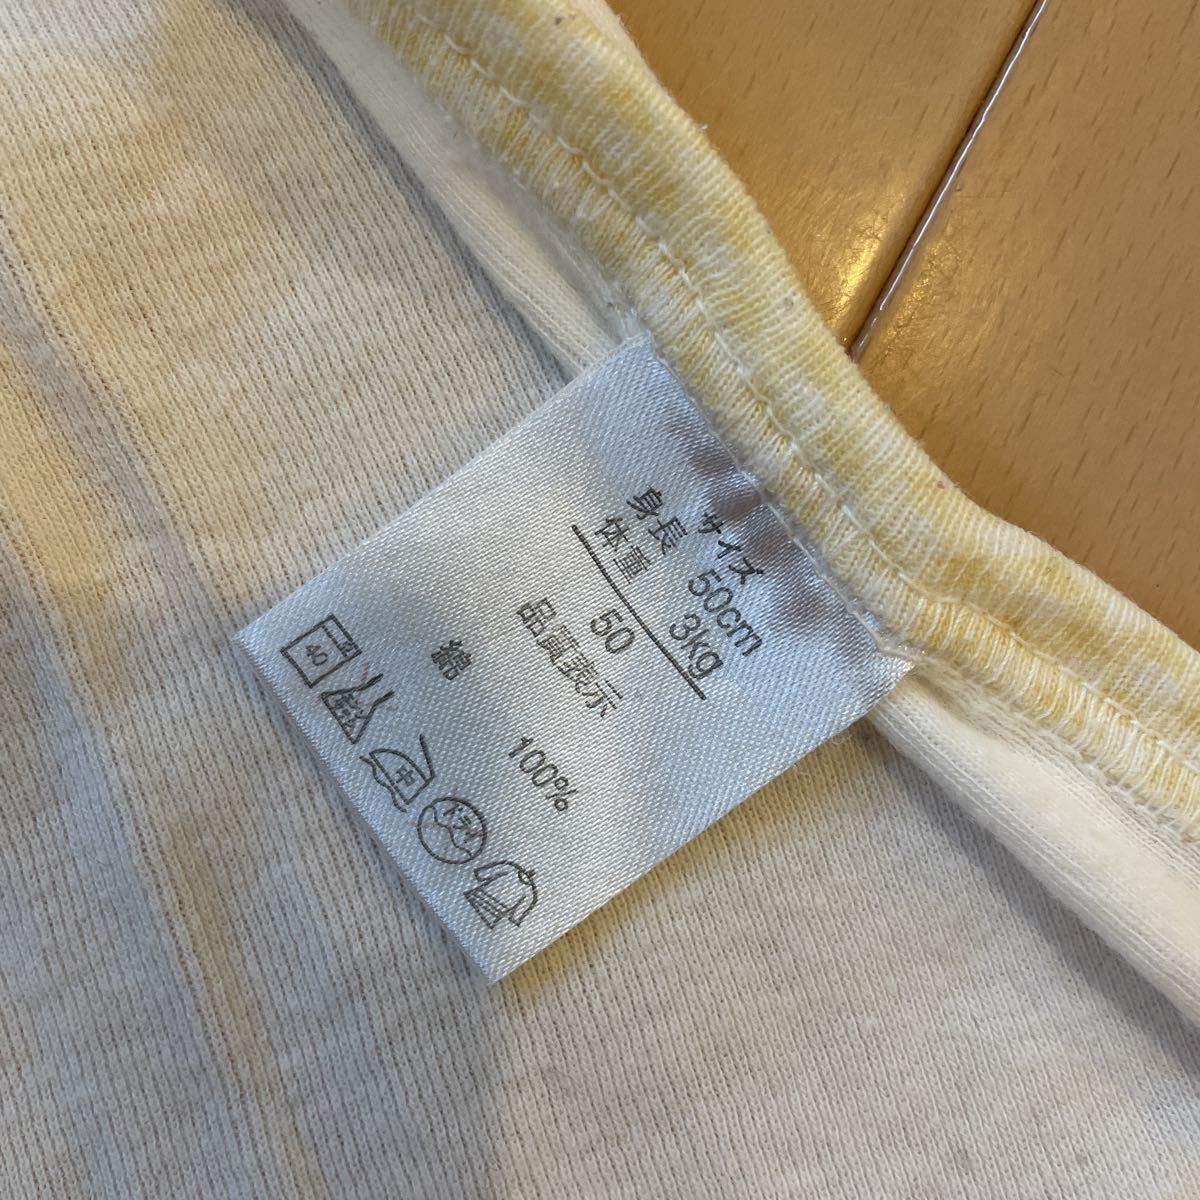 サイズ
身長 50cm
体重 3kg
50
品質表示
綿 100%
40
中
ドライ